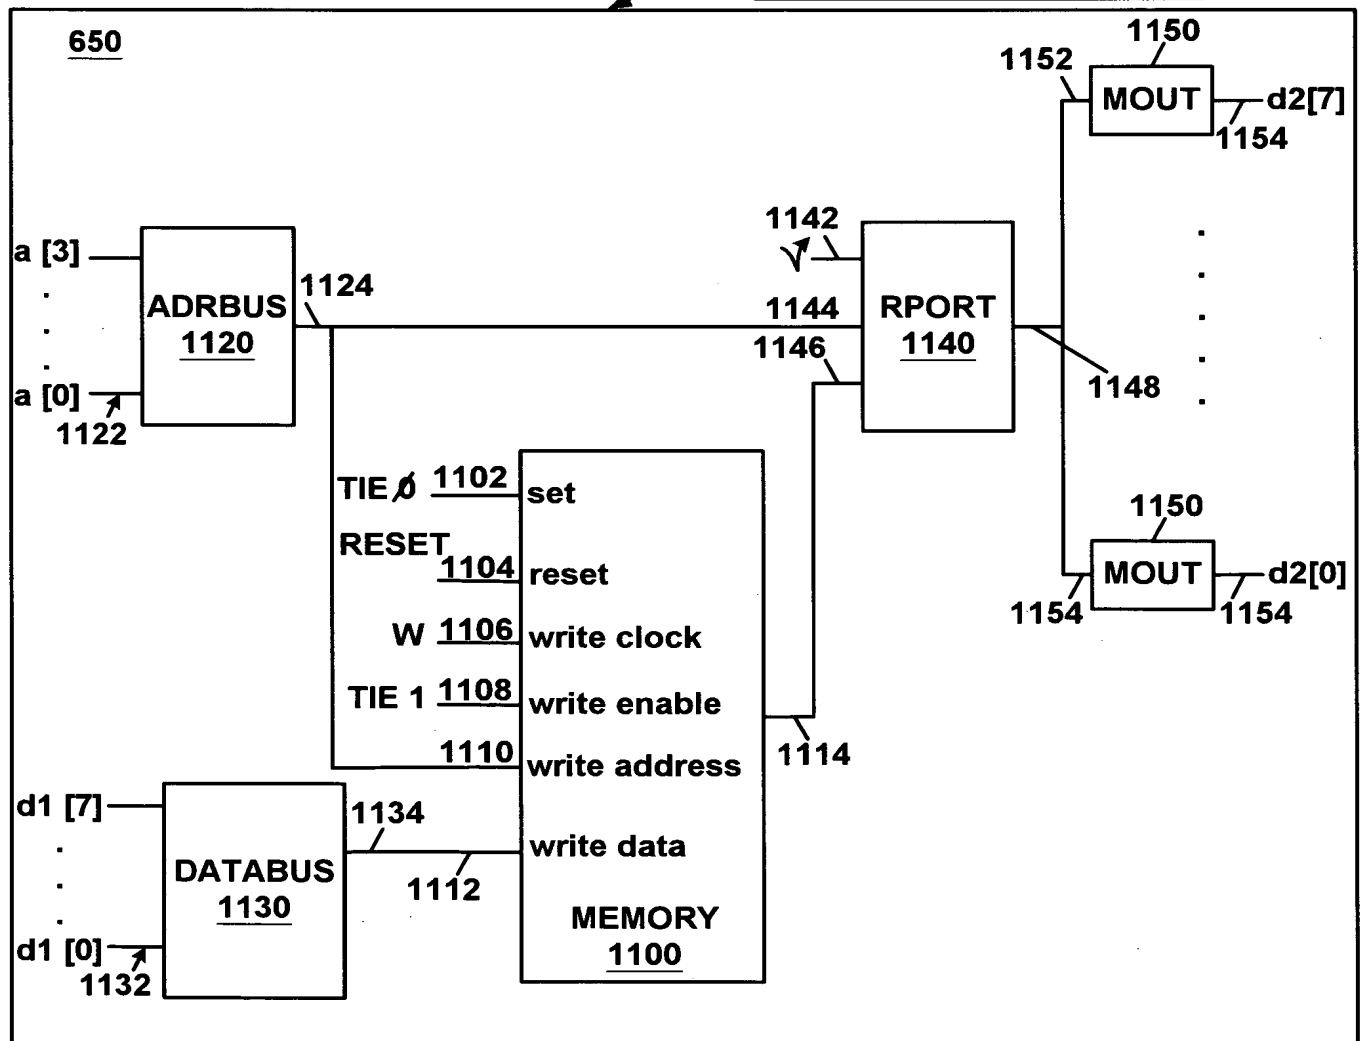 650
1150
1152
MOUT
d2[7]
1154
1142
a [3]
1124
ADRBUS
1120
1144
RPORT
1140
1146
a [0]
1122
1148
TIE 0
1102
set
1150
RESET
1104
reset
MOUT
d2[0]
1154
1154
W
1106
write clock
TIE 1
1108
write enable
1110
write address
1114
d1 [7]
1134
write data
DATABUS
1130
1112
MEMORY
1100
d1 [0]
1132